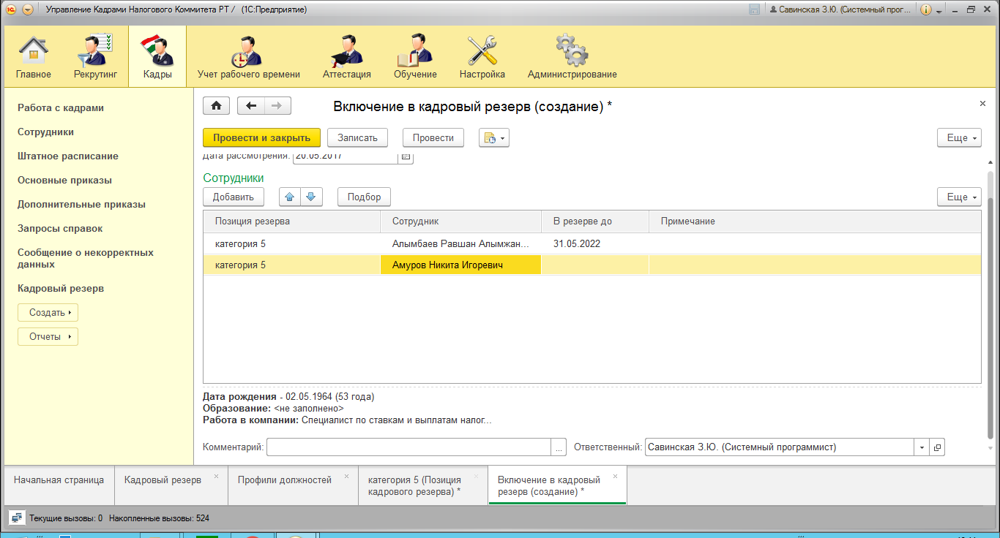 Управление Кадрами Налогового Коммитета РТ / (1С:Предприятие)
Савинская З.Ю. (Системный прог...
Главное
Рекрутинг
Кадры
Учет рабочего времени
Аттестация
Обучение
Настройка
Администрирование
Работа с кадрами
Сотрудники
Штатное расписание
Основные приказы
Дополнительные приказы
Запросы справок
Сообщение о некорректных
данных
Кадровый резерв
Создать
Отчеты
Включение в кадровый резерв (создание) *
Провести и закрыть
Записать
Провести
Еще
Дата рассмотрения: 20.05.2017
Сотрудники
Добавить
Подбор
Еще
Позиция резерва Сотрудник В резерве до Примечание
категория 5 Алымбаев Равшан Алымжан... 31.05.2022
категория 5 Амуров Никита Игоревич
Дата рождения - 02.05.1964 (53 года)
Образование: <не заполнено>
Работа в компании: Специалист по ставкам и выплатам налог...
Комментарий: ... Ответственный: Савинская З.Ю. (Системный программист)
Начальная страница
Кадровый резерв
Профили должностей
категория 5 (Позиция
кадрового резерва) *
Включение в кадровый
резерв (создание) *
Текущие вызовы: 0 Накопленные вызовы: 524